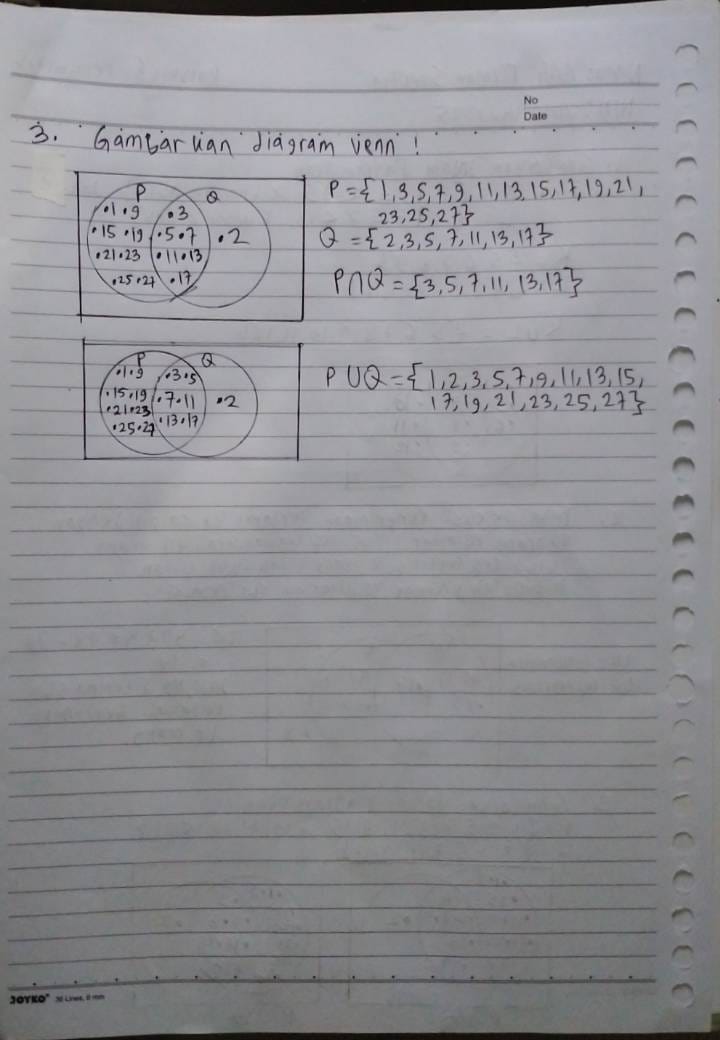 No
Date
3. Gambarkan diagram venn !
P Q
.1 .9 .3
.15 .19 .5 .7 .2
.21 .23 .11 .13
.25 .27 .17
P = {1,3,5,7,9,11,13,15,17,19,21,
23,25,27}
Q = {2,3,5,7,11,13,17}
P∩Q = {3,5,7,11,13,17}
P Q
.1 .9 .3 .5
.15 .19 .7 .11 .2
.21 .23 .13 .17
.25 .27
P∪Q = {1,2,3,5,7,9,11,13,15,
17,19,21,23,25,27}
JOYKO 36 Lines, 8 mm